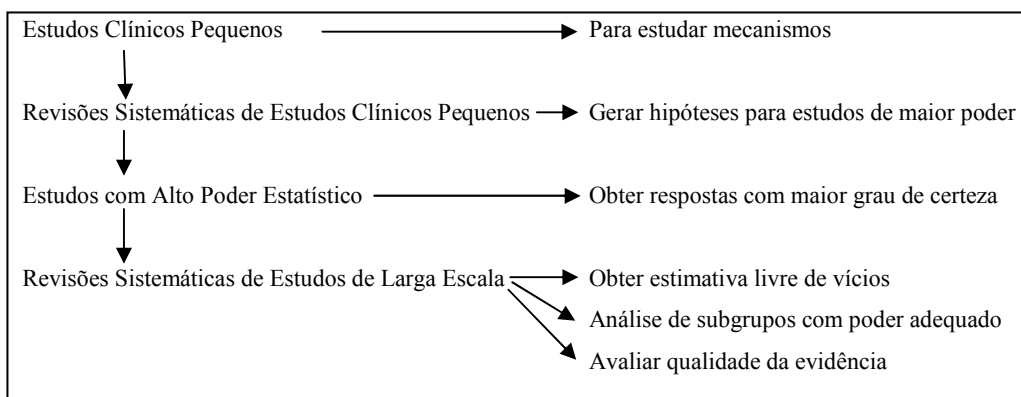 Estudos Clínicos Pequenos Para estudar mecanismos
Revisões Sistemáticas de Estudos Clínicos Pequenos Gerar hipóteses para estudos de maior poder
Estudos com Alto Poder Estatístico Obter respostas com maior grau de certeza
Revisões Sistemáticas de Estudos de Larga Escala Obter estimativa livre de vícios
Análise de subgrupos com poder adequado
Avaliar qualidade da evidência